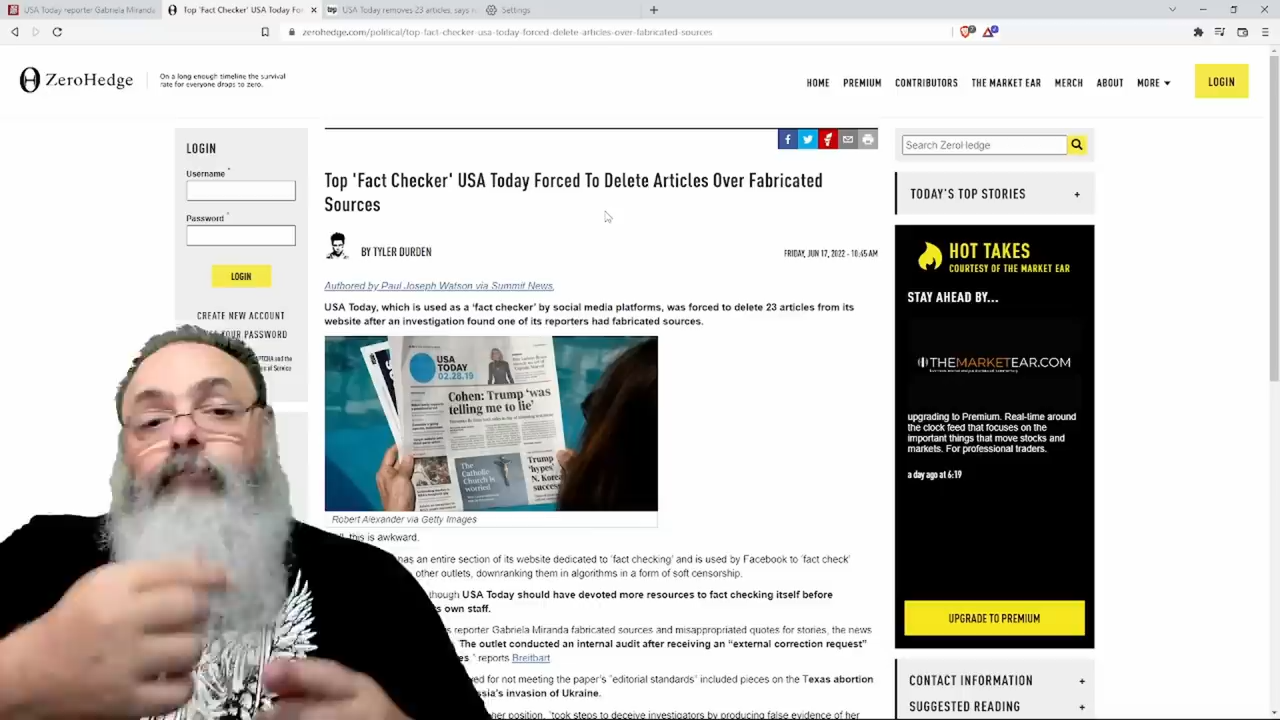 USA Today reporter Gabriela Miranda
Top 'Fact Checker' USA Today For
USA Today removes 23 articles, says
Settings
zerohedge.com/political/top-fact-checker-usa-today-forced-delete-articles-over-fabricated-sources
ZeroHedge
On a long enough timeline the survival
rate for everyone drops to zero.
HOME PREMIUM CONTRIBUTORS THE MARKET EAR MERCH ABOUT MORE
LOGIN
LOGIN
Username *
Password *
LOGIN
CREATE NEW ACCOUNT
YOUR PASSWORD
and the
of Service
Top 'Fact Checker' USA Today Forced To Delete Articles Over Fabricated
Sources
BY TYLER DURDEN
FRIDAY, JUN 17, 2022 - 10:45 AM
Authored by Paul Joseph Watson via Summit News,
USA Today, which is used as a 'fact checker' by social media platforms, was forced to delete 23 articles from its
website after an investigation found one of its reporters had fabricated sources.
USA
TODAY
02.28.19
Cohen: Trump 'was
telling me to lie'
The
Catholic
Church is
worried
Trump
'hypes'
N. Korea
success
Robert Alexander via Getty Images
this is awkward.
has an entire section of its website dedicated to 'fact checking' and is used by Facebook to 'fact check'
other outlets, downranking them in algorithms in a form of soft censorship.
though USA Today should have devoted more resources to fact checking itself before
own staff.
reporter Gabriela Miranda fabricated sources and misappropriated quotes for stories, the news
The outlet conducted an internal audit after receiving an "external correction request"
reports Breitbart
for not meeting the paper's "editorial standards" included pieces on the Texas abortion
invasion of Ukraine.
her position, "took steps to deceive investigators by producing false evidence of her
Search ZeroHedge
TODAY'S TOP STORIES +
HOT TAKES
COURTESY OF THE MARKET EAR
STAY AHEAD BY...
THEMARKETEAR.COM
upgrading to Premium. Real-time around
the clock feed that focuses on the
important things that move stocks and
markets. For professional traders.
a day ago at 6:19
UPGRADE TO PREMIUM
CONTACT INFORMATION +
SUGGESTED READING +